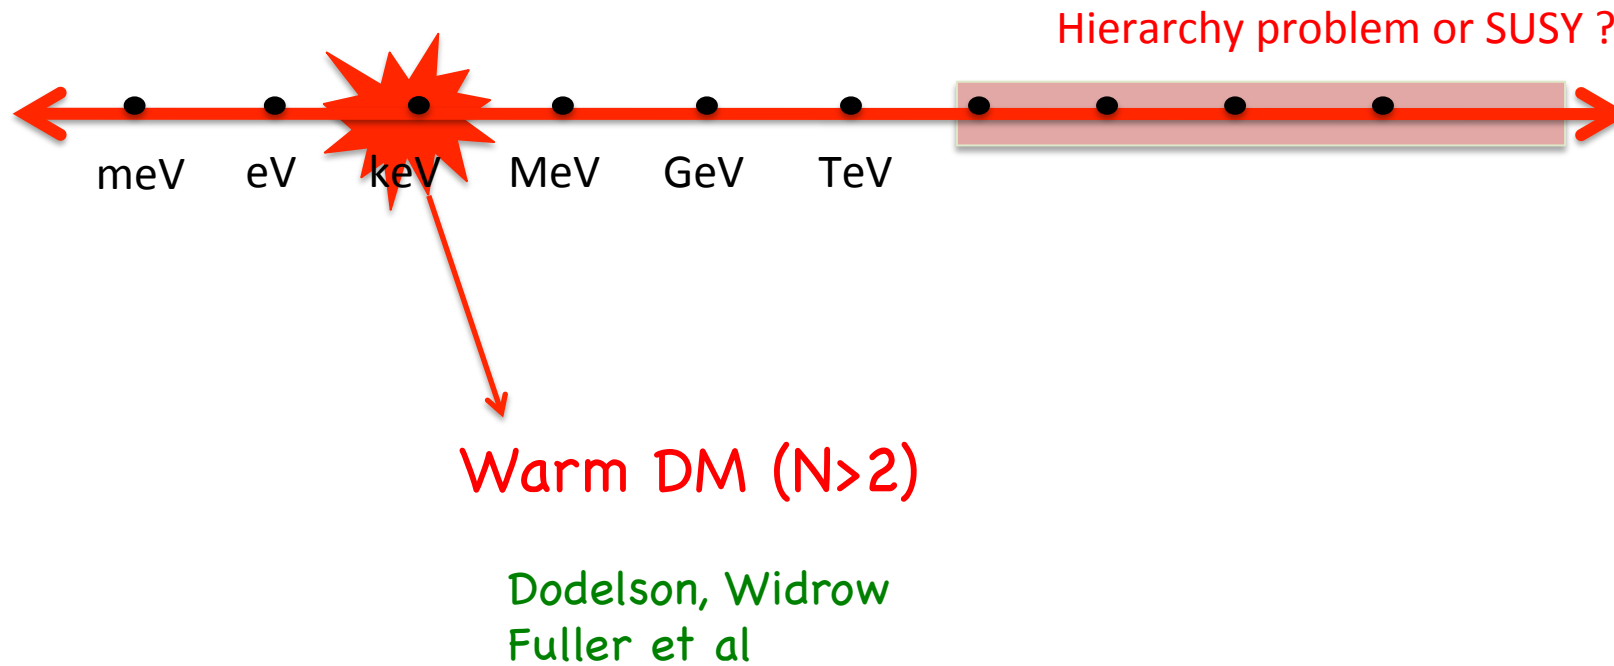 Hierarchy problem or SUSY ?
meV eV keV MeV GeV TeV
Warm DM (N>2)
Dodelson, Widrow
Fuller et al